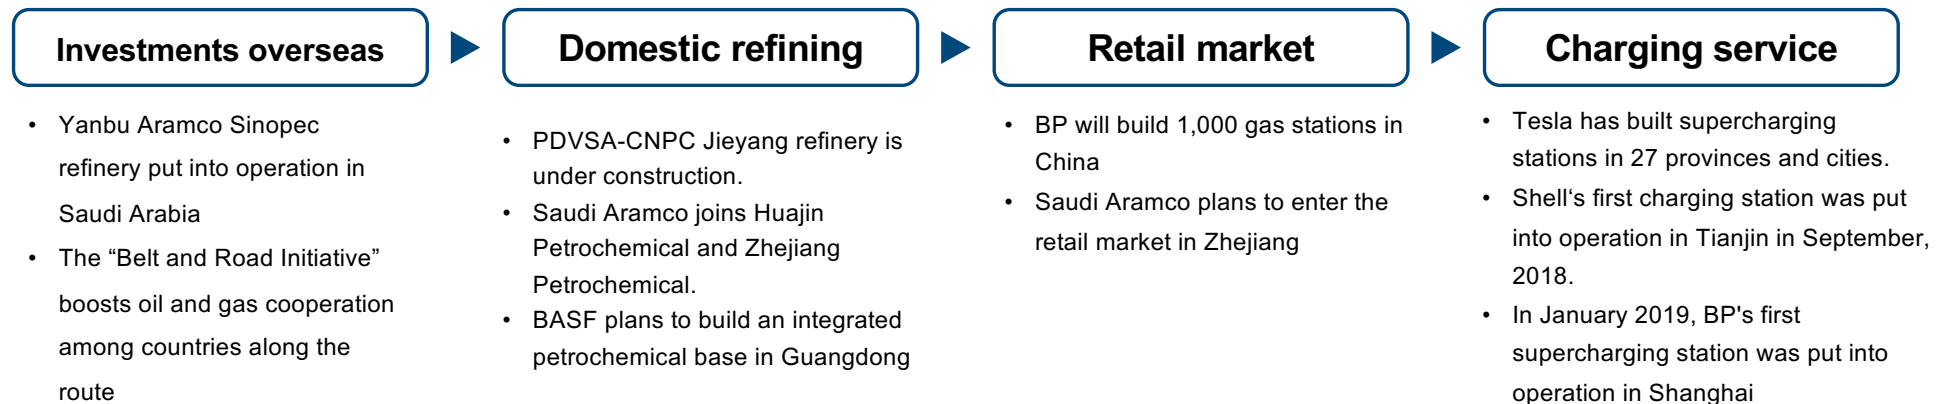 Investments overseas
• Yanbu Aramco Sinopec
refinery put into operation in
Saudi Arabia
• The “Belt and Road Initiative”
boosts oil and gas cooperation
among countries along the
route
Domestic refining
• PDVSA-CNPC Jieyang refinery is
under construction.
• Saudi Aramco joins Huajin
Petrochemical and Zhejiang
Petrochemical.
• BASF plans to build an integrated
petrochemical base in Guangdong
Retail market
• BP will build 1,000 gas stations in
China
• Saudi Aramco plans to enter the
retail market in Zhejiang
Charging service
• Tesla has built supercharging
stations in 27 provinces and cities.
• Shell‘s first charging station was put
into operation in Tianjin in September,
2018.
• In January 2019, BP's first
supercharging station was put into
operation in Shanghai